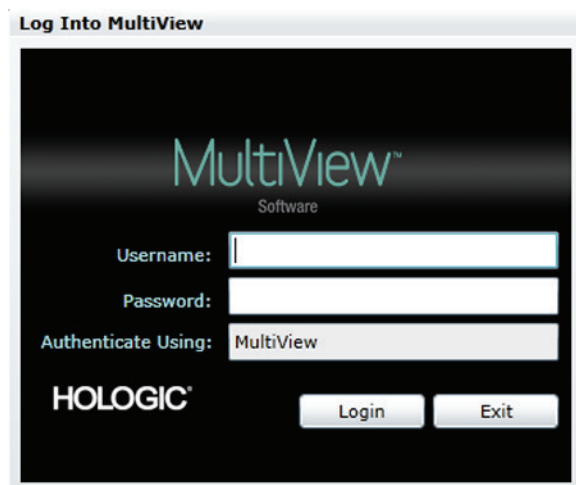 Log Into MultiView
MultiView™
Software
Username:
Password:
Authenticate Using: MultiView
HOLOGIC®
Login Exit